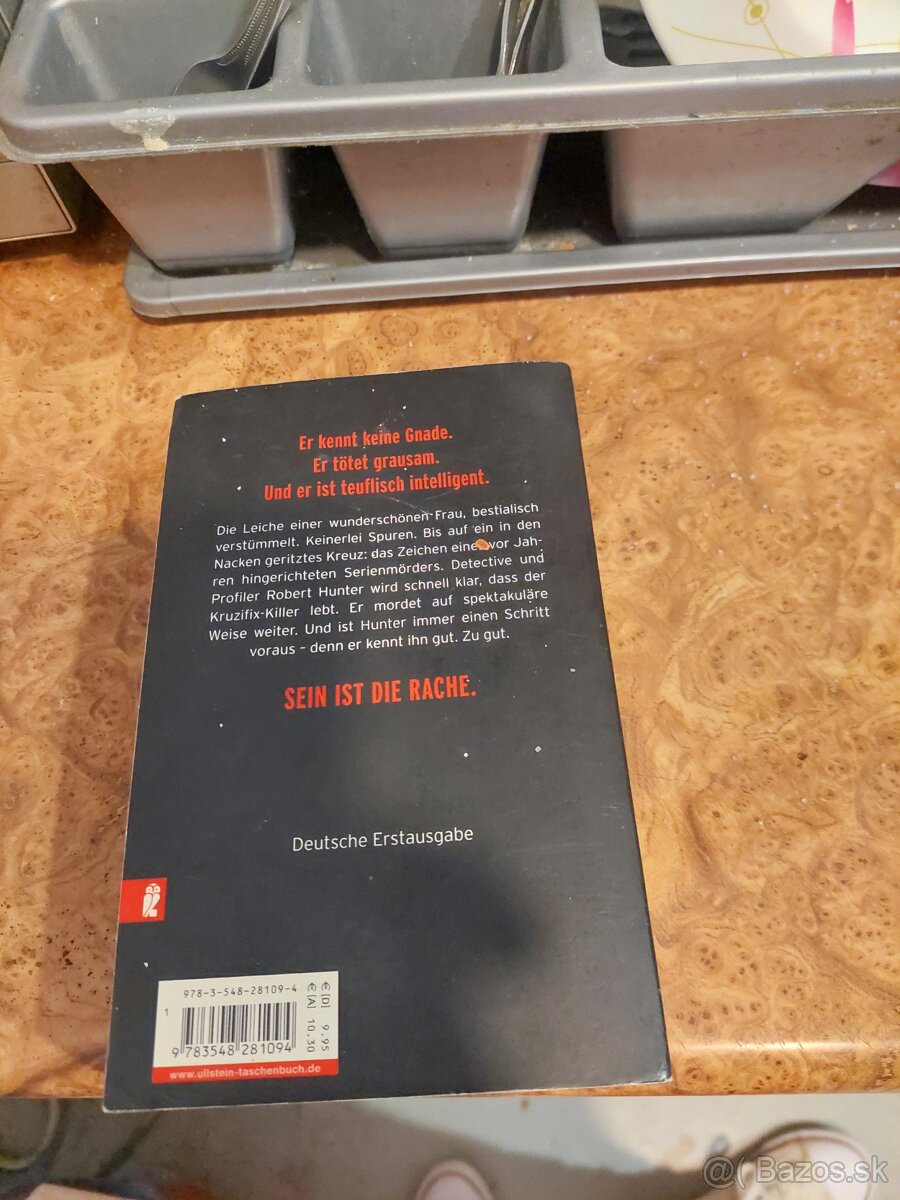 Er kennt keine Gnade.
Er tötet grausam.
Und er ist teuflisch intelligent.
Die Leiche einer wunderschönen Frau, bestialisch
verstümmelt. Keinerlei Spuren. Bis auf ein in den
Nacken geritztes Kreuz: das Zeichen eines vor Jah-
ren hingerichteten Serienmörders. Detective und
Profiler Robert Hunter wird schnell klar, dass der
Kruzifix-Killer lebt. Er mordet auf spektakuläre
Weise weiter. Und ist Hunter immer einen Schritt
voraus – denn er kennt ihn gut. Zu gut.
SEIN IST DIE RACHE.
Deutsche Erstausgabe
978-3-548-28109-4
1
9 783548 281094
€ [D] 9.95
€ [A] 10.30
www.ullstein-taschenbuch.de
@( Bazos.sk